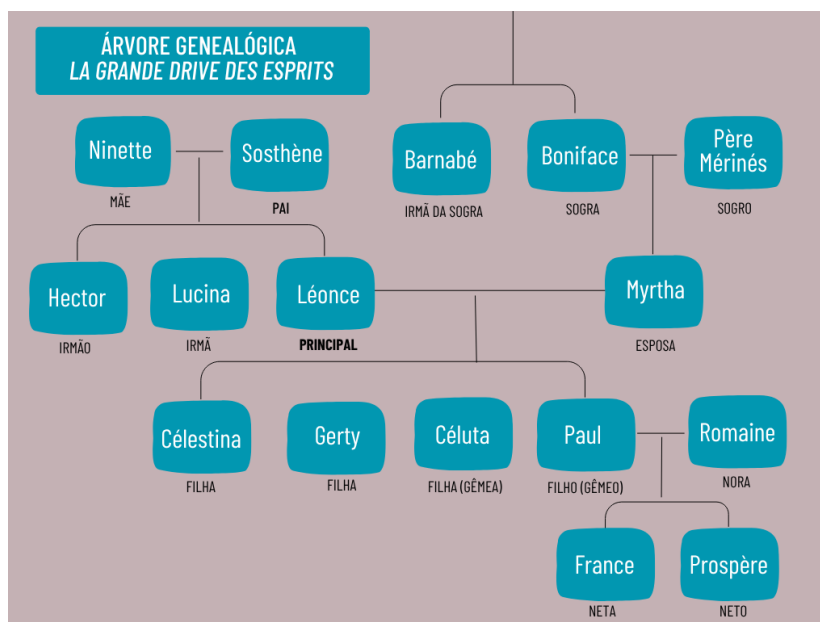 ÁRVORE GENEALÓGICA
LA GRANDE DRIVE DES ESPRITS
Ninette
MÃE
Sosthène
PAI
Barnabé
IRMÃ DA SOGRA
Boniface
SOGRA
Père
Mérinés
SOGRO
Hector
IRMÃO
Lucina
IRMÃ
Léonce
PRINCIPAL
Myrtha
ESPOSA
Célestina
FILHA
Gerty
FILHA
Céluta
FILHA (GÊMEA)
Paul
FILHO (GÊMEO)
Romaine
NORA
France
NETA
Prospère
NETO